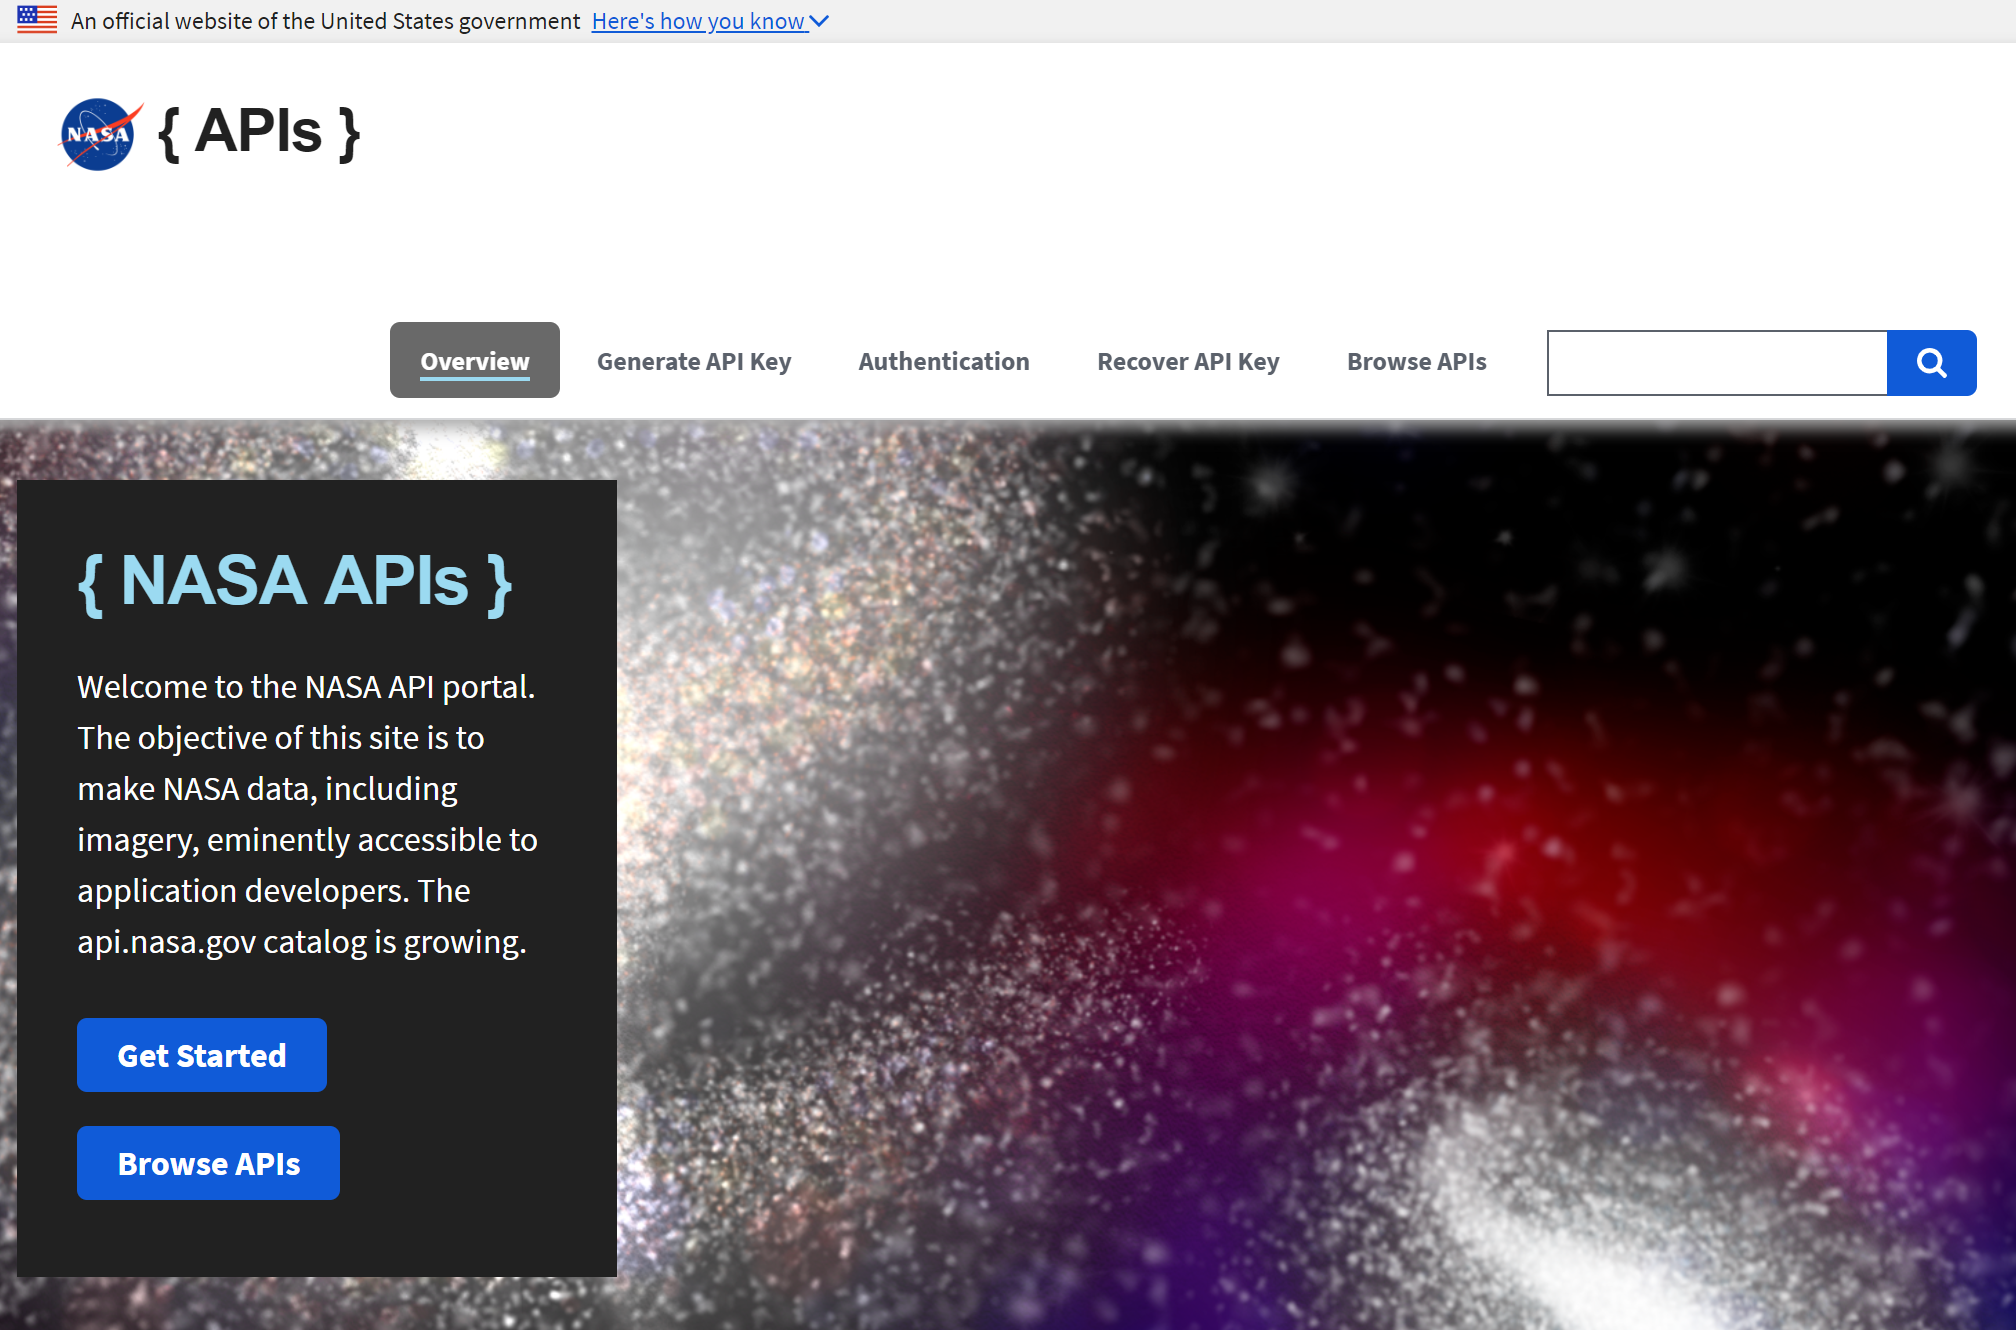 An official website of the United States government Here's how you know
NASA { APIs }
Overview Generate API Key Authentication Recover API Key Browse APIs
{ NASA APIs }
Welcome to the NASA API portal.
The objective of this site is to
make NASA data, including
imagery, eminently accessible to
application developers. The
api.nasa.gov catalog is growing.
Get Started
Browse APIs